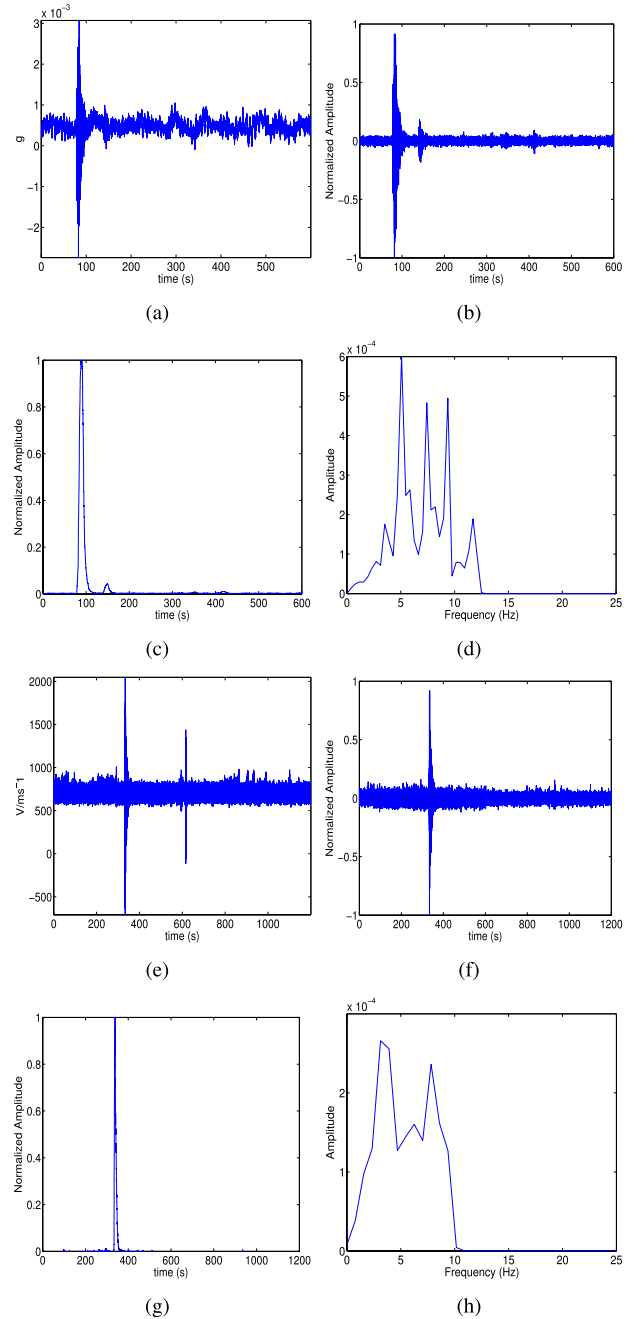 x 10⁻³
3
2
1
0
−1
−2
g
0 100 200 300 400 500
time (s)
(a)
1
0.5
0
−0.5
−1
Normalized Amplitude
0 100 200 300 400 500 600
time (s)
(b)
1
0.8
0.6
0.4
0.2
0
Normalized Amplitude
0 100 200 300 400 500 600
time (s)
(c)
x 10⁻⁴
6
5
4
3
2
1
0
Amplitude
0 5 10 15 20 25
Frequency (Hz)
(d)
2000
1500
1000
500
0
−500
V/ms⁻1
0 200 400 600 800 1000
time (s)
(e)
1
0.5
0
−0.5
−1
Normalized Amplitude
0 200 400 600 800 1000 1200
time (s)
(f)
1
0.8
0.6
0.4
0.2
0
Normalized Amplitude
0 200 400 600 800 1000 1200
time (s)
(g)
x 10⁻⁴
2
1
0
Amplitude
0 5 10 15 20 25
Frequency (Hz)
(h)